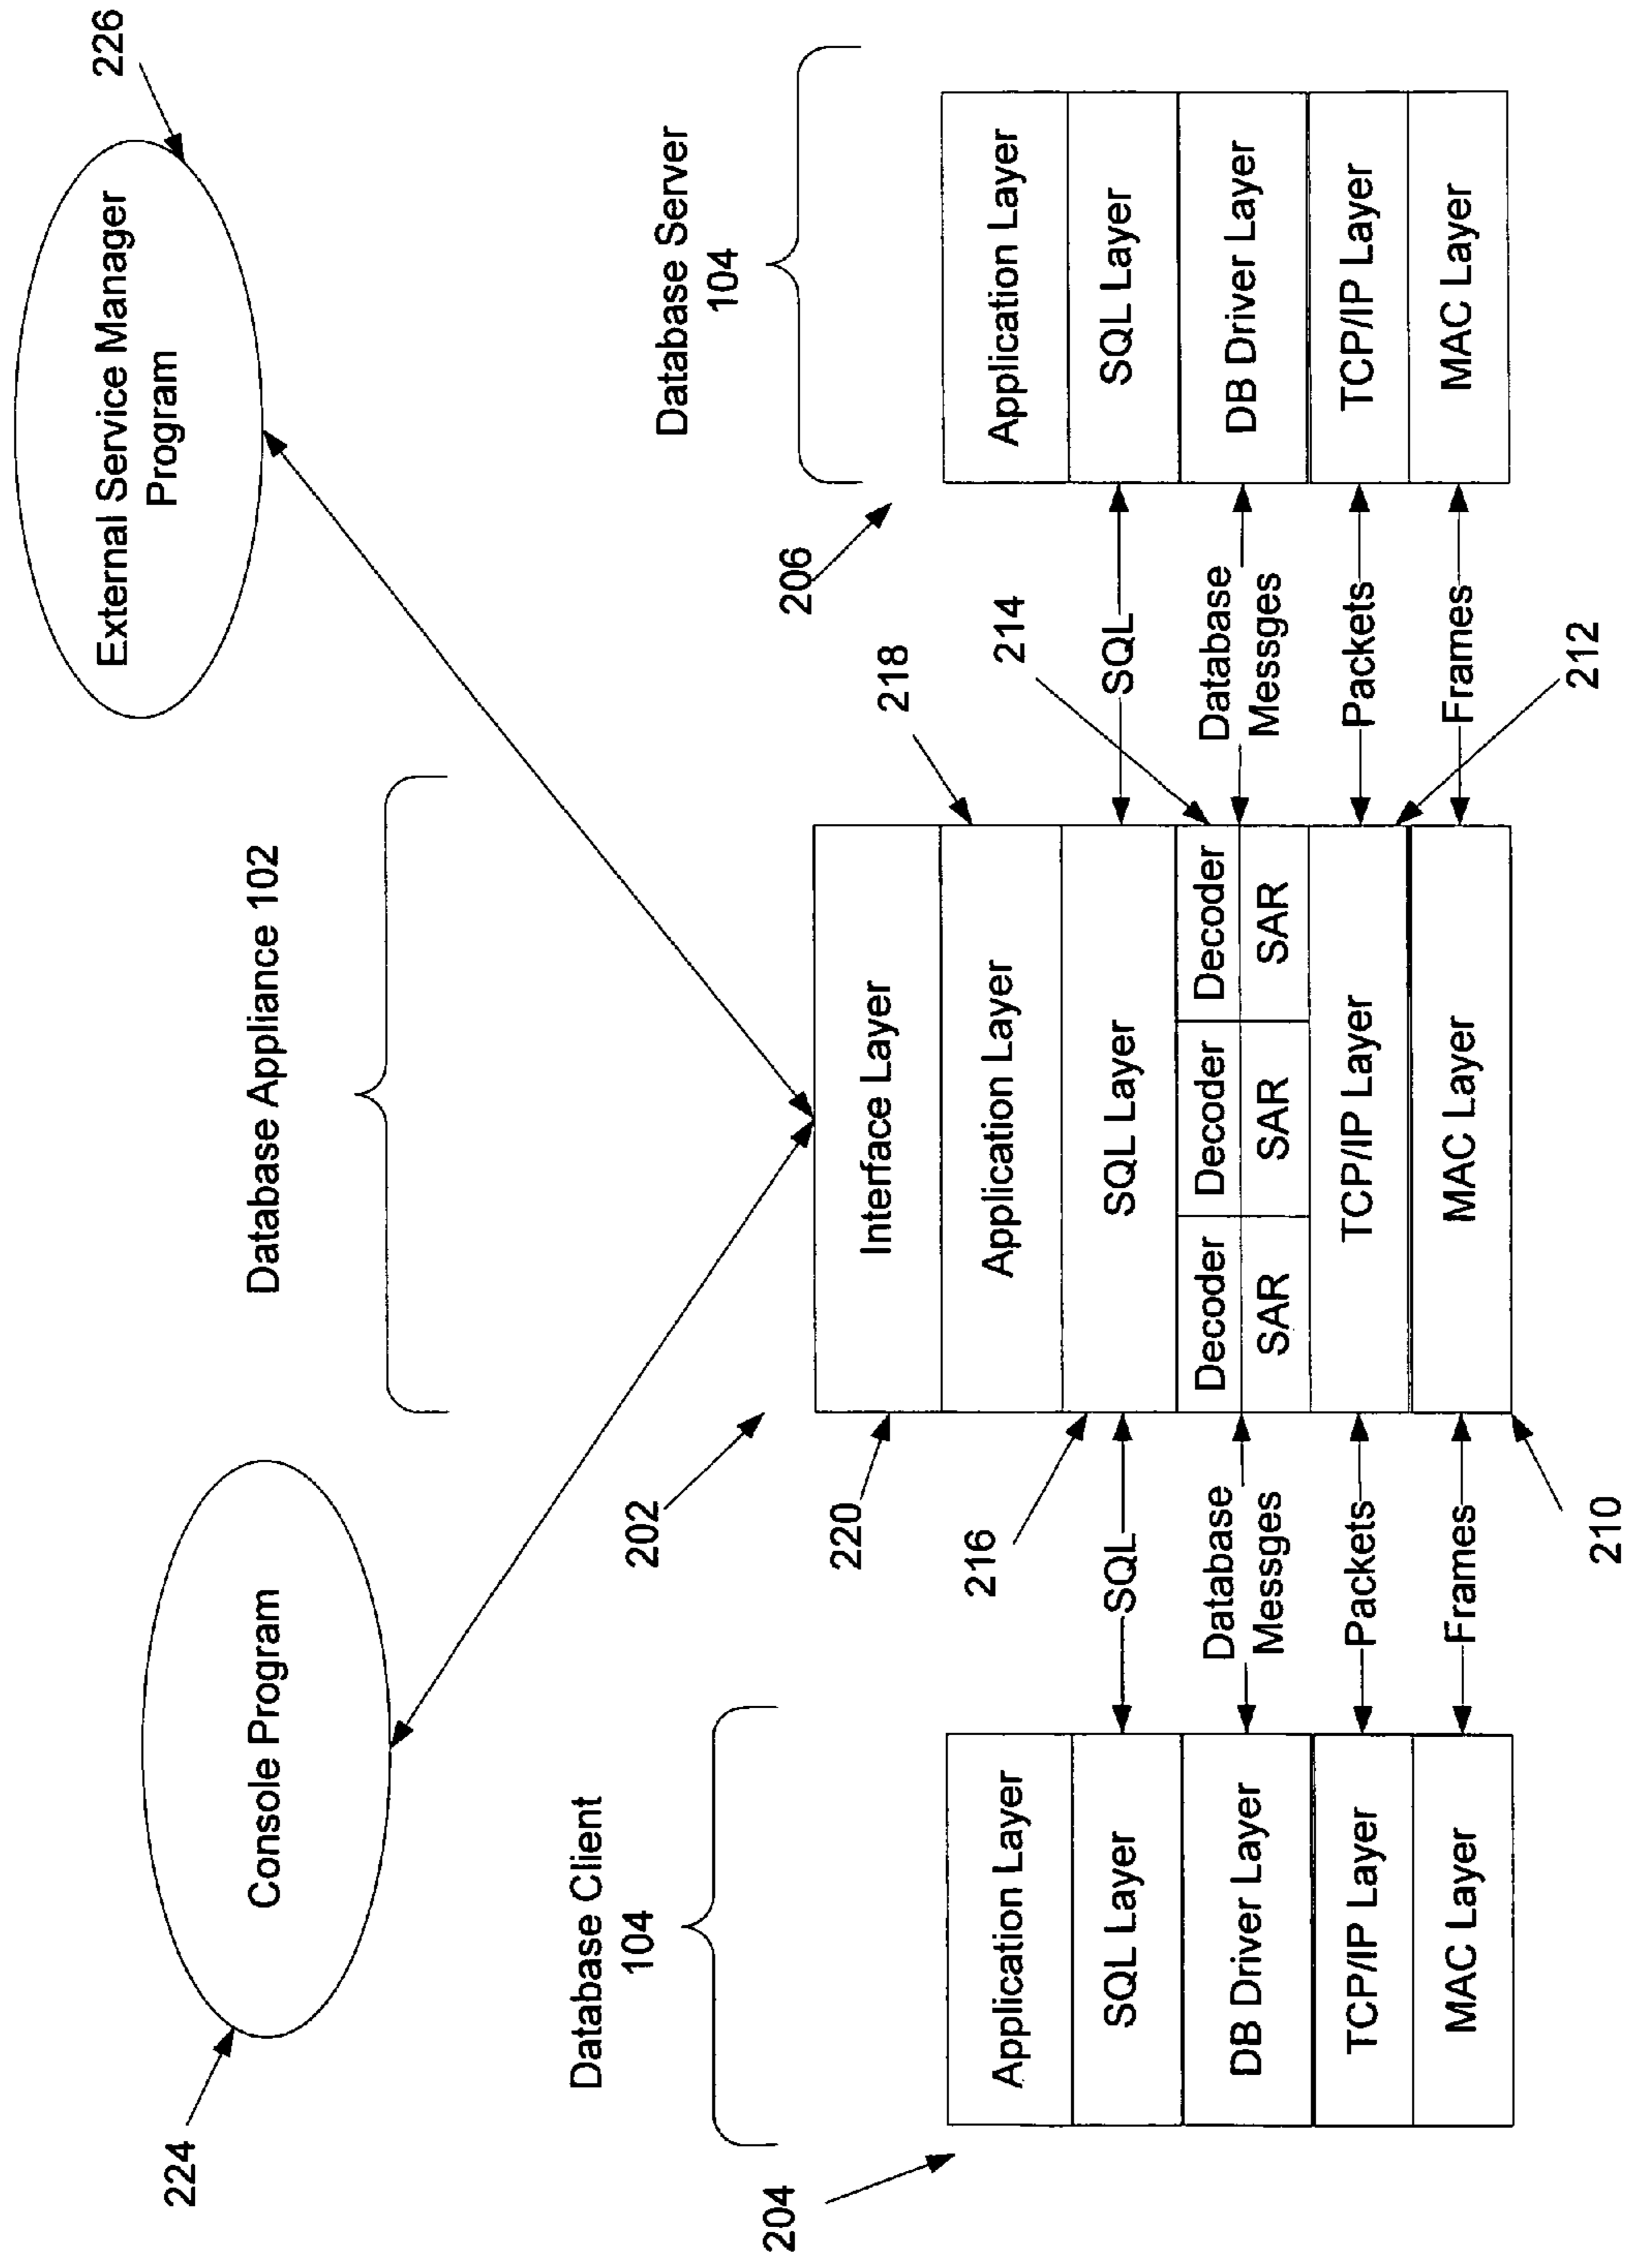 External Service Manager
Program
226
Console Program
224
Database Appliance 102
Database Client
104
Database Server
104
204
202
206
220
216
218
214
Application Layer
SQL Layer
DB Driver Layer
TCP/IP Layer
MAC Layer
SQL
Database
Messges
Packets
Frames
Interface Layer
Application Layer
SQL Layer
Decoder Decoder Decoder
SAR SAR SAR
TCP/IP Layer
MAC Layer
SQL
Database
Messges
Packets
Frames
Application Layer
SQL Layer
DB Driver Layer
TCP/IP Layer
MAC Layer
210
212